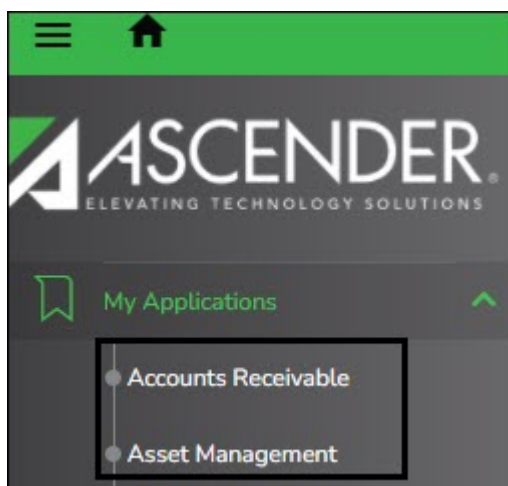 ASCENDER®
ELEVATING TECHNOLOGY SOLUTIONS
My Applications
Accounts Receivable
Asset Management